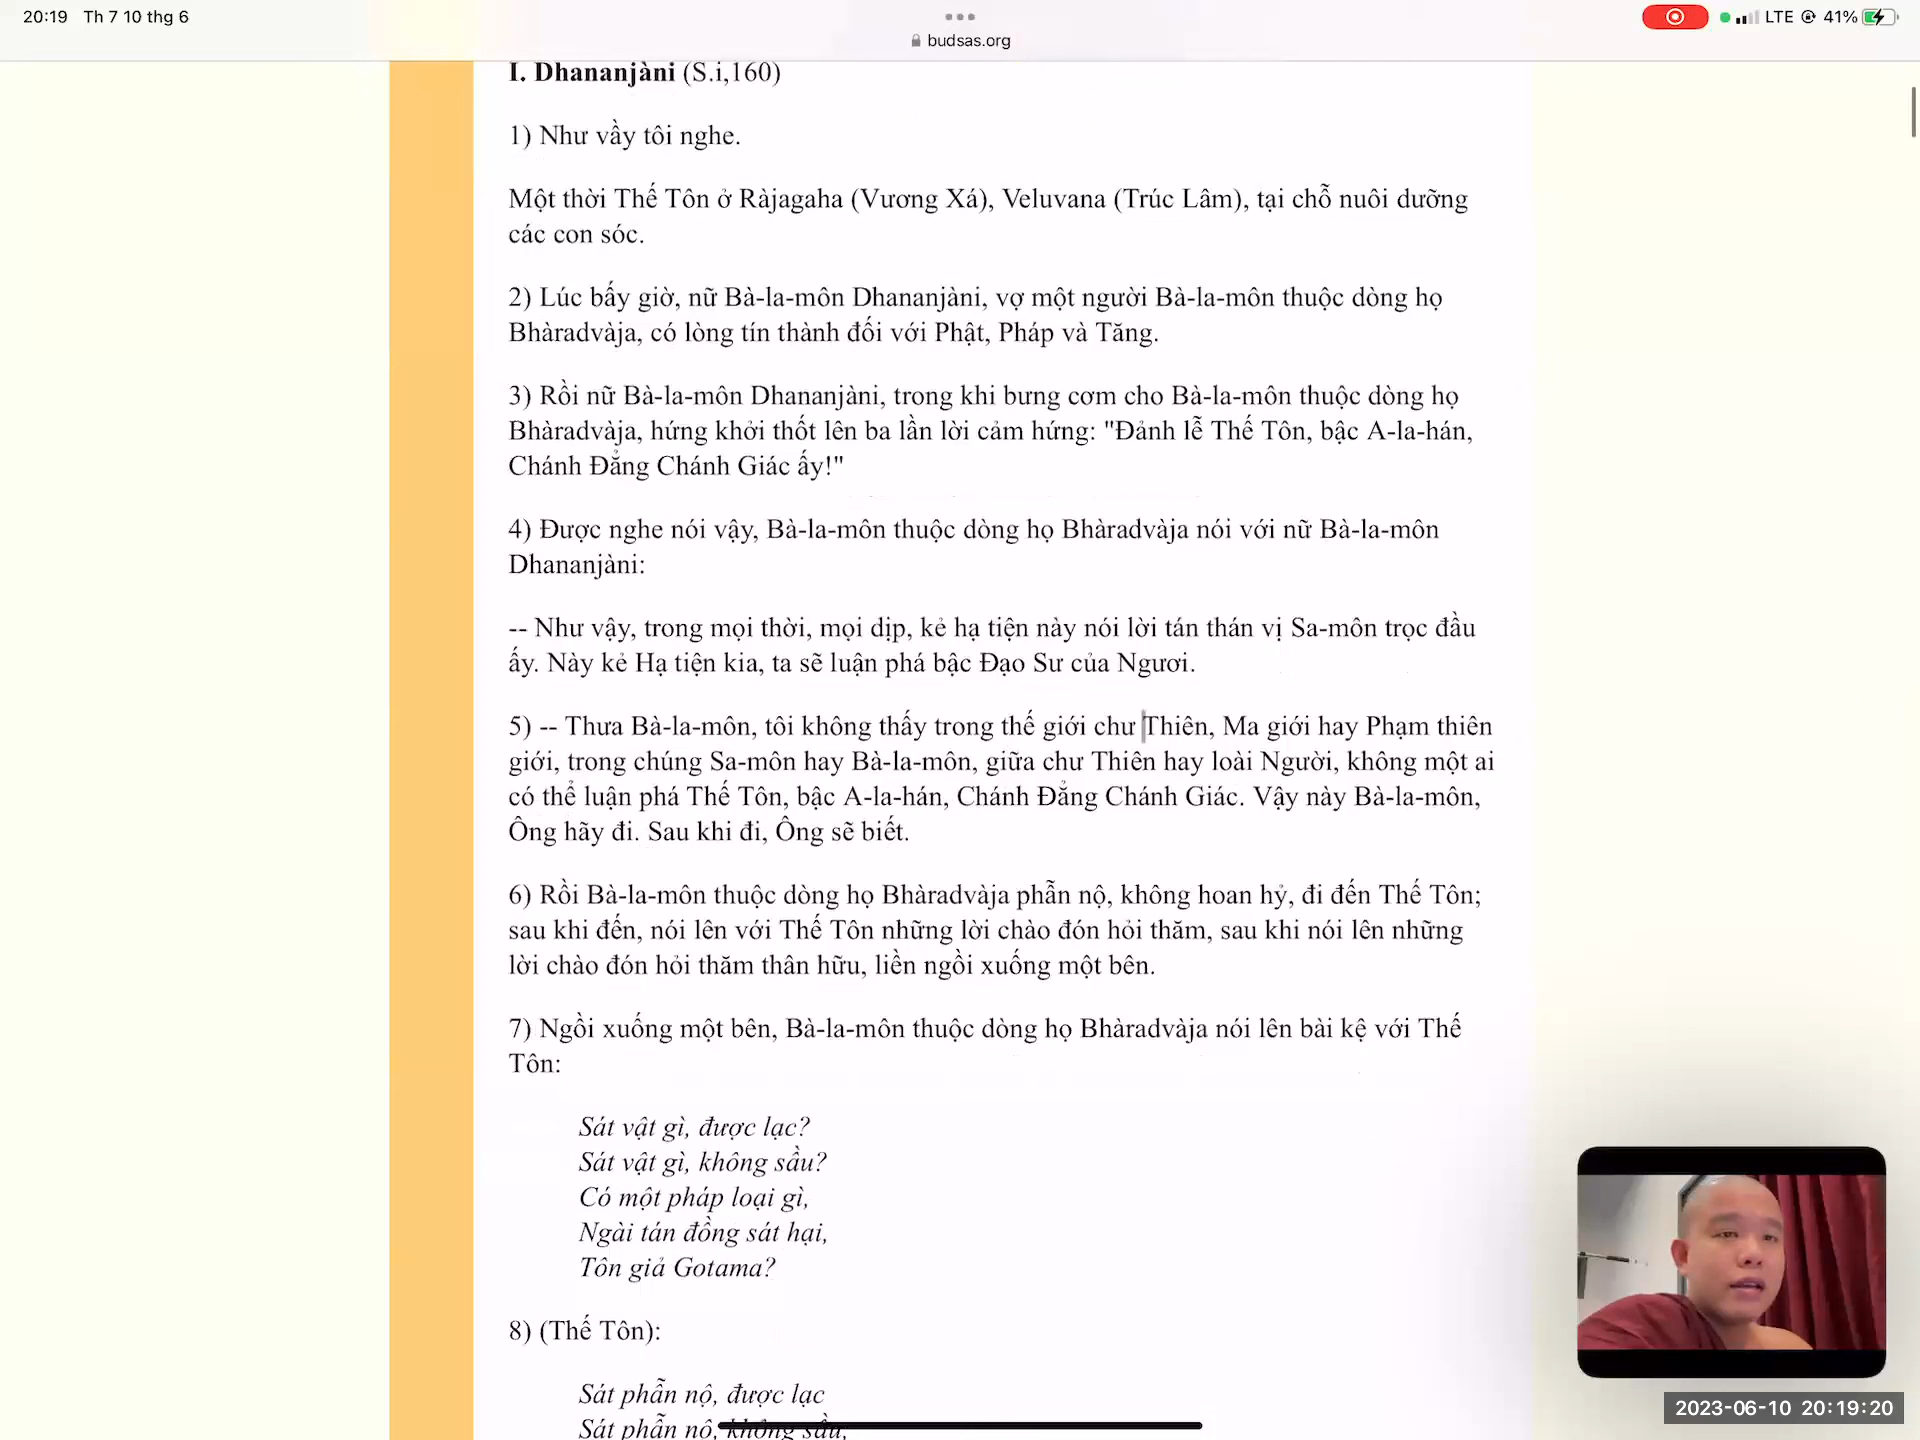 20:19 Th 7 10 thg 6
LTE 41%
budsas.org
I. Dhananjàni (S.i,160)
1) Như vầy tôi nghe.
Một thời Thế Tôn ở Ràjagaha (Vương Xá), Veluvana (Trúc Lâm), tại chỗ nuôi dưỡng
các con sóc.
2) Lúc bấy giờ, nữ Bà-la-môn Dhananjàni, vợ một người Bà-la-môn thuộc dòng họ
Bhàradvàja, có lòng tín thành đối với Phật, Pháp và Tăng.
3) Rồi nữ Bà-la-môn Dhananjàni, trong khi bưng cơm cho Bà-la-môn thuộc dòng họ
Bhàradvàja, hứng khởi thốt lên ba lần lời cảm hứng: "Đảnh lễ Thế Tôn, bậc A-la-hán,
Chánh Đẳng Chánh Giác ấy!"
4) Được nghe nói vậy, Bà-la-môn thuộc dòng họ Bhàradvàja nói với nữ Bà-la-môn
Dhananjàni:
-- Như vậy, trong mọi thời, mọi dịp, kẻ hạ tiện này nói lời tán thán vị Sa-môn trọc đầu
ấy. Này kẻ Hạ tiện kia, ta sẽ luận phá bậc Đạo Sư của Ngươi.
5) -- Thưa Bà-la-môn, tôi không thấy trong thế giới chư Thiên, Ma giới hay Phạm thiên
giới, trong chúng Sa-môn hay Bà-la-môn, giữa chư Thiên hay loài Người, không một ai
có thể luận phá Thế Tôn, bậc A-la-hán, Chánh Đẳng Chánh Giác. Vậy này Bà-la-môn,
Ông hãy đi. Sau khi đi, Ông sẽ biết.
6) Rồi Bà-la-môn thuộc dòng họ Bhàradvàja phẫn nộ, không hoan hỷ, đi đến Thế Tôn;
sau khi đến, nói lên với Thế Tôn những lời chào đón hỏi thăm, sau khi nói lên những
lời chào đón hỏi thăm thân hữu, liền ngồi xuống một bên.
7) Ngồi xuống một bên, Bà-la-môn thuộc dòng họ Bhàradvàja nói lên bài kệ với Thế
Tôn:
Sát vật gì, được lạc?
Sát vật gì, không sầu?
Có một pháp loại gì,
Ngài tán đồng sát hại,
Tôn giả Gotama?
8) (Thế Tôn):
Sát phẫn nộ, được lạc
Sát phẫn nộ, không sầu,
2023-06-10 20:19:20